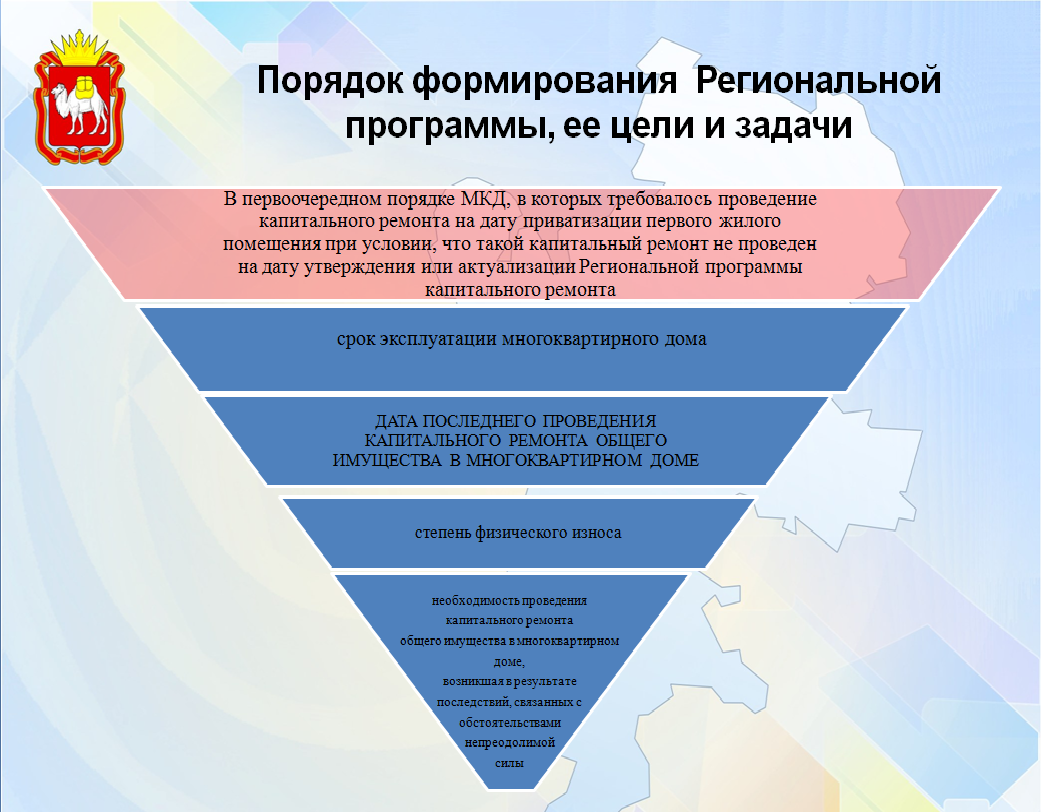 Порядок формирования Региональной
программы, ее цели и задачи
В первоочередном порядке МКД, в которых требовалось проведение
капитального ремонта на дату приватизации первого жилого
помещения при условии, что такой капитальный ремонт не проведен
на дату утверждения или актуализации Региональной программы
капитального ремонта
срок эксплуатации многоквартирного дома
ДАТА ПОСЛЕДНЕГО ПРОВЕДЕНИЯ
КАПИТАЛЬНОГО РЕМОНТА ОБЩЕГО
ИМУЩЕСТВА В МНОГОКВАРТИРНОМ ДОМЕ
степень физического износа
необходимость проведения
капитального ремонта
общего имущества в многоквартирном
доме,
возникшая в результате
последствий, связанных с
обстоятельствами
непреодолимой
силы